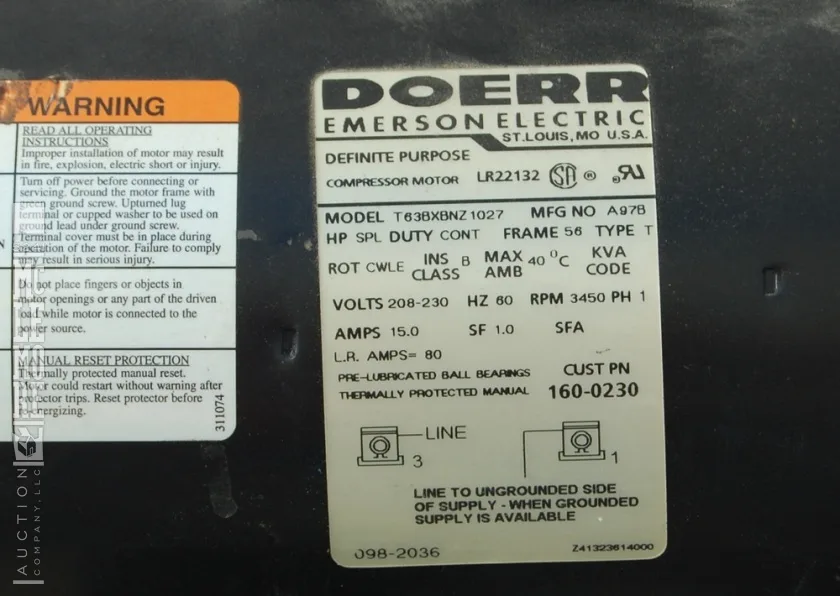 WARNING
READ ALL OPERATING
INSTRUCTIONS
Improper installation of motor may result
in fire, explosion, electric short or injury.
Turn off power before connecting or
servicing. Ground the motor frame with
green ground screw. Upturned lug
terminal or cupped washer to be used on
ground lead under ground screw.
Terminal cover must be in place during
operation of the motor. Failure to comply
may result in serious injury.
Do not place fingers or objects in
motor openings or any part of the driven
load while motor is connected to the
power source.
MANUAL RESET PROTECTION
Thermally protected manual reset.
Motor could restart without warning after
protector trips. Reset protector before
re-energizing.
311074
DOERR
EMERSON ELECTRIC
ST. LOUIS, MO U.S.A.
DEFINITE PURPOSE
COMPRESSOR MOTOR LR22132 SA ®
MODEL T63BXBNZ1027 MFG NO A97B
HP SPL DUTY CONT FRAME 56 TYPE T
ROT CWLE INS CLASS B MAX AMB 40 °C KVA CODE
VOLTS 208-230 HZ 60 RPM 3450 PH 1
AMPS 15.0 SF 1.0 SFA
L.R. AMPS= 80
PRE-LUBRICATED BALL BEARINGS CUST PN
THERMALLY PROTECTED MANUAL 160-0230
LINE
3
1
LINE TO UNGROUNDED SIDE
OF SUPPLY - WHEN GROUNDED
SUPPLY IS AVAILABLE
098-2036
Z41323614000
AUCTION
COMPANY, LLC